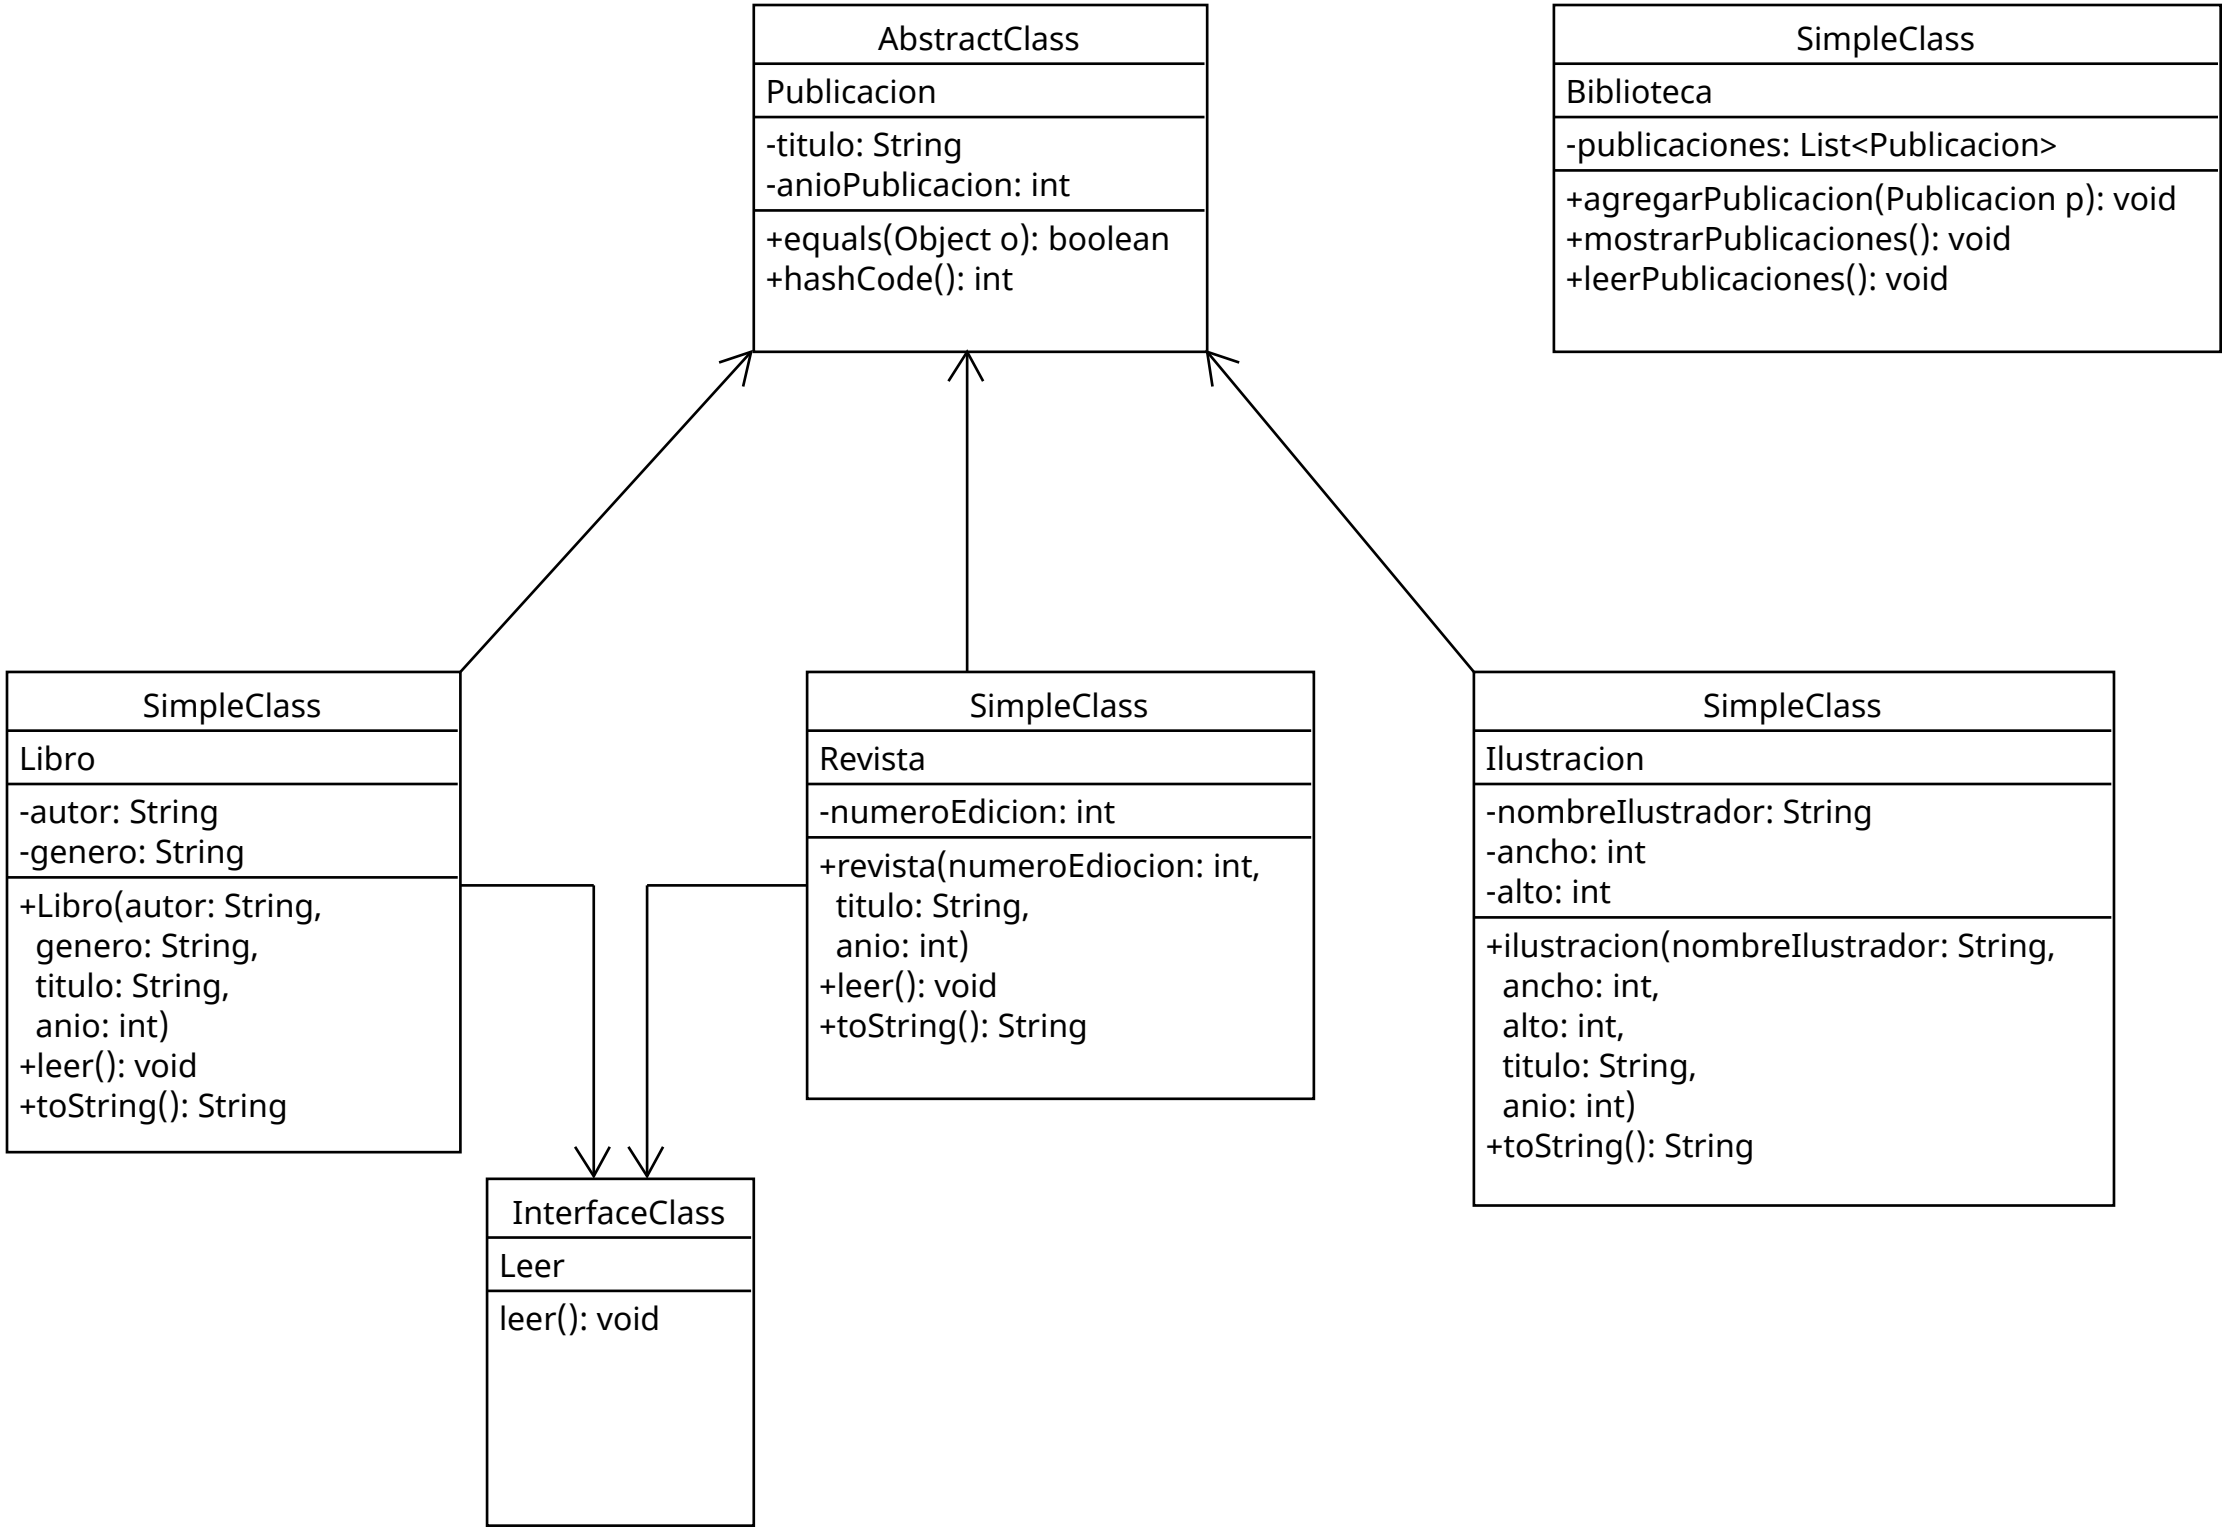 AbstractClass
Publicacion
-titulo: String
-anioPublicacion: int
+equals(Object o): boolean
+hashCode(): int
SimpleClass
Biblioteca
-publicaciones: List<Publicacion>
+agregarPublicacion(Publicacion p): void
+mostrarPublicaciones(): void
+leerPublicaciones(): void
SimpleClass
Libro
-autor: String
-genero: String
+Libro(autor: String,
genero: String,
titulo: String,
anio: int)
+leer(): void
+toString(): String
SimpleClass
Revista
-numeroEdicion: int
+revista(numeroEdiocion: int,
titulo: String,
anio: int)
+leer(): void
+toString(): String
SimpleClass
Ilustracion
-nombreIlustrador: String
-ancho: int
-alto: int
+ilustracion(nombreIlustrador: String,
ancho: int,
alto: int,
titulo: String,
anio: int)
+toString(): String
InterfaceClass
Leer
leer(): void